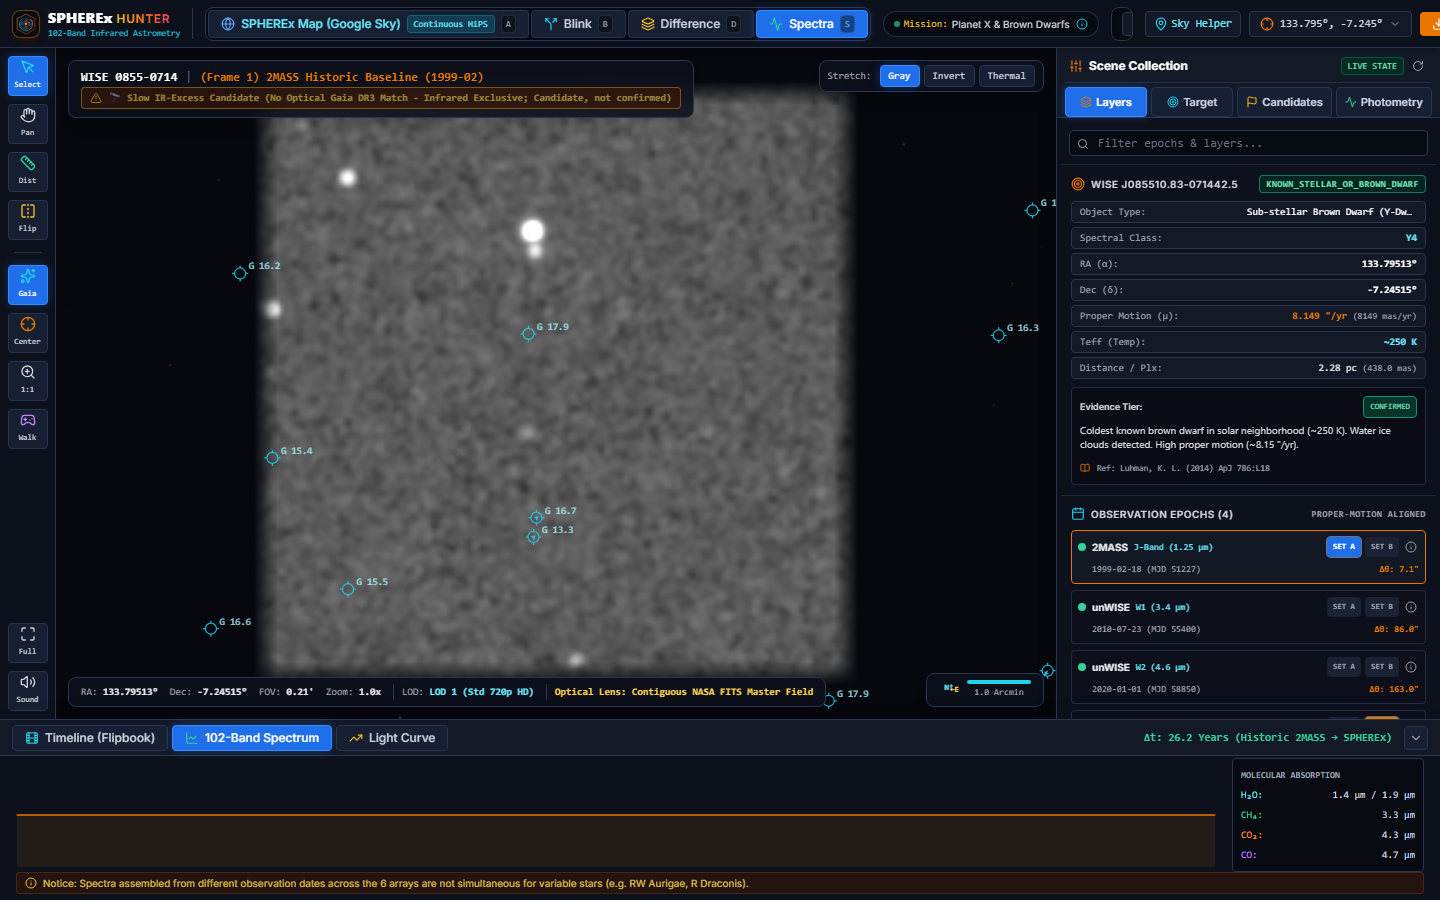 SPHEREx HUNTER
102-Band Infrared Astrometry
SPHEREx Map (Google Sky) Continuous HiPS A
Blink B
Difference D
Spectra S
Mission: Planet X & Brown Dwarfs
Sky Helper
133.795°, -7.245°
Select
Pan
Dist
Flip
Gaia
Center
1:1
Walk
Full
Sound
WISE 0855-0714 | (Frame 1) 2MASS Historic Baseline (1999-02)
Slow IR-Excess Candidate (No Optical Gaia DR3 Match - Infrared Exclusive; Candidate, not confirmed)
Stretch: Gray Invert Thermal
G 1
G 16.2
G 17.9
G 16.3
G 15.4
G 16.7
G 13.3
G 15.5
G 16.6
G 17.9
RA: 133.79513° Dec: -7.24515° FOV: 0.21' Zoom: 1.0x LOD: LOD 1 (Std 720p HD) Optical Lens: Contiguous NASA FITS Master Field
N E
1.0 Arcmin
Scene Collection LIVE STATE
Layers Target Candidates Photometry
Filter epochs & layers...
WISE J085510.83-071442.5 KNOWN_STELLAR_OR_BROWN_DWARF
Object Type: Sub-stellar Brown Dwarf (Y-Dw…
Spectral Class: Y4
RA (α): 133.79513°
Dec (δ): -7.24515°
Proper Motion (μ): 8.149 "/yr (8149 mas/yr)
Teff (Temp): ~250 K
Distance / Plx: 2.28 pc (438.0 mas)
Evidence Tier: CONFIRMED
Coldest known brown dwarf in solar neighborhood (~250 K). Water ice
clouds detected. High proper motion (~8.15 "/yr).
Ref: Luhman, K. L. (2014) ApJ 786:L18
OBSERVATION EPOCHS (4) PROPER-MOTION ALIGNED
2MASS J-Band (1.25 μm) SET A SET B
1999-02-18 (MJD 51227) Δθ: 7.1"
unWISE W1 (3.4 μm) SET A SET B
2010-07-23 (MJD 55400) Δθ: 86.0"
unWISE W2 (4.6 μm) SET A SET B
2020-01-01 (MJD 58850) Δθ: 163.0"
Timeline (Flipbook) 102-Band Spectrum Light Curve
Δt: 26.2 Years (Historic 2MASS → SPHEREx)
MOLECULAR ABSORPTION
H₂O: 1.4 μm / 1.9 μm
CH₄: 3.3 μm
CO₂: 4.3 μm
CO: 4.7 μm
Notice: Spectra assembled from different observation dates across the 6 arrays are not simultaneous for variable stars (e.g. RW Aurigae, R Draconis).